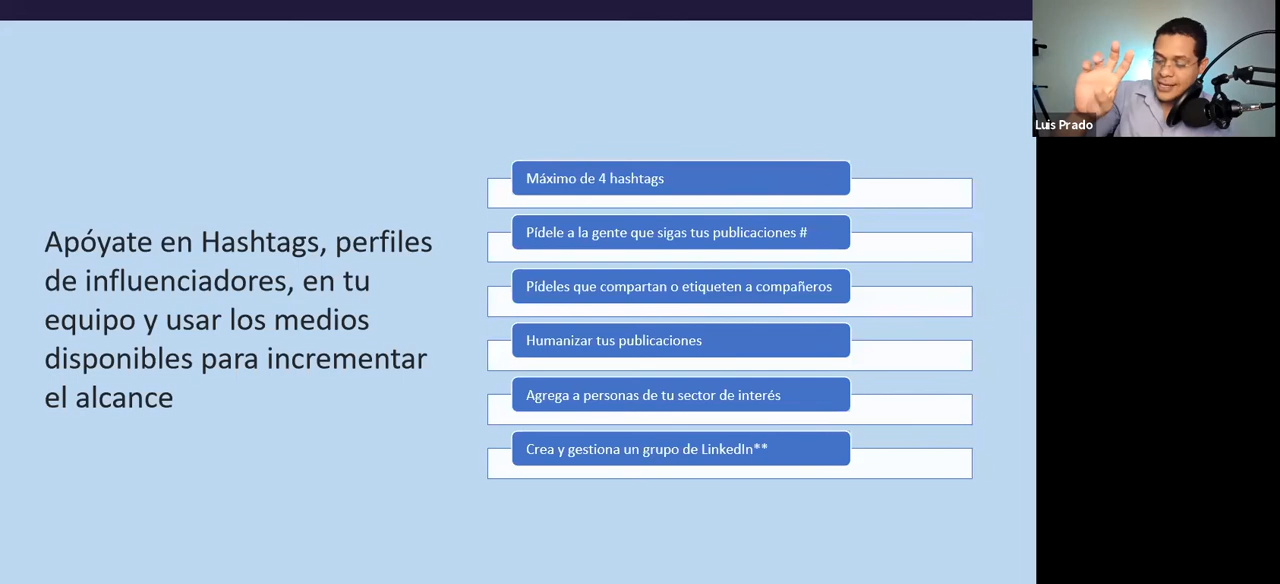 Apóyate en Hashtags, perfiles
de influenciadores, en tu
equipo y usar los medios
disponibles para incrementar
el alcance
Máximo de 4 hashtags
Pídele a la gente que sigas tus publicaciones #
Pídeles que compartan o etiqueten a compañeros
Humanizar tus publicaciones
Agrega a personas de tu sector de interés
Crea y gestiona un grupo de LinkedIn**
Luis Prado